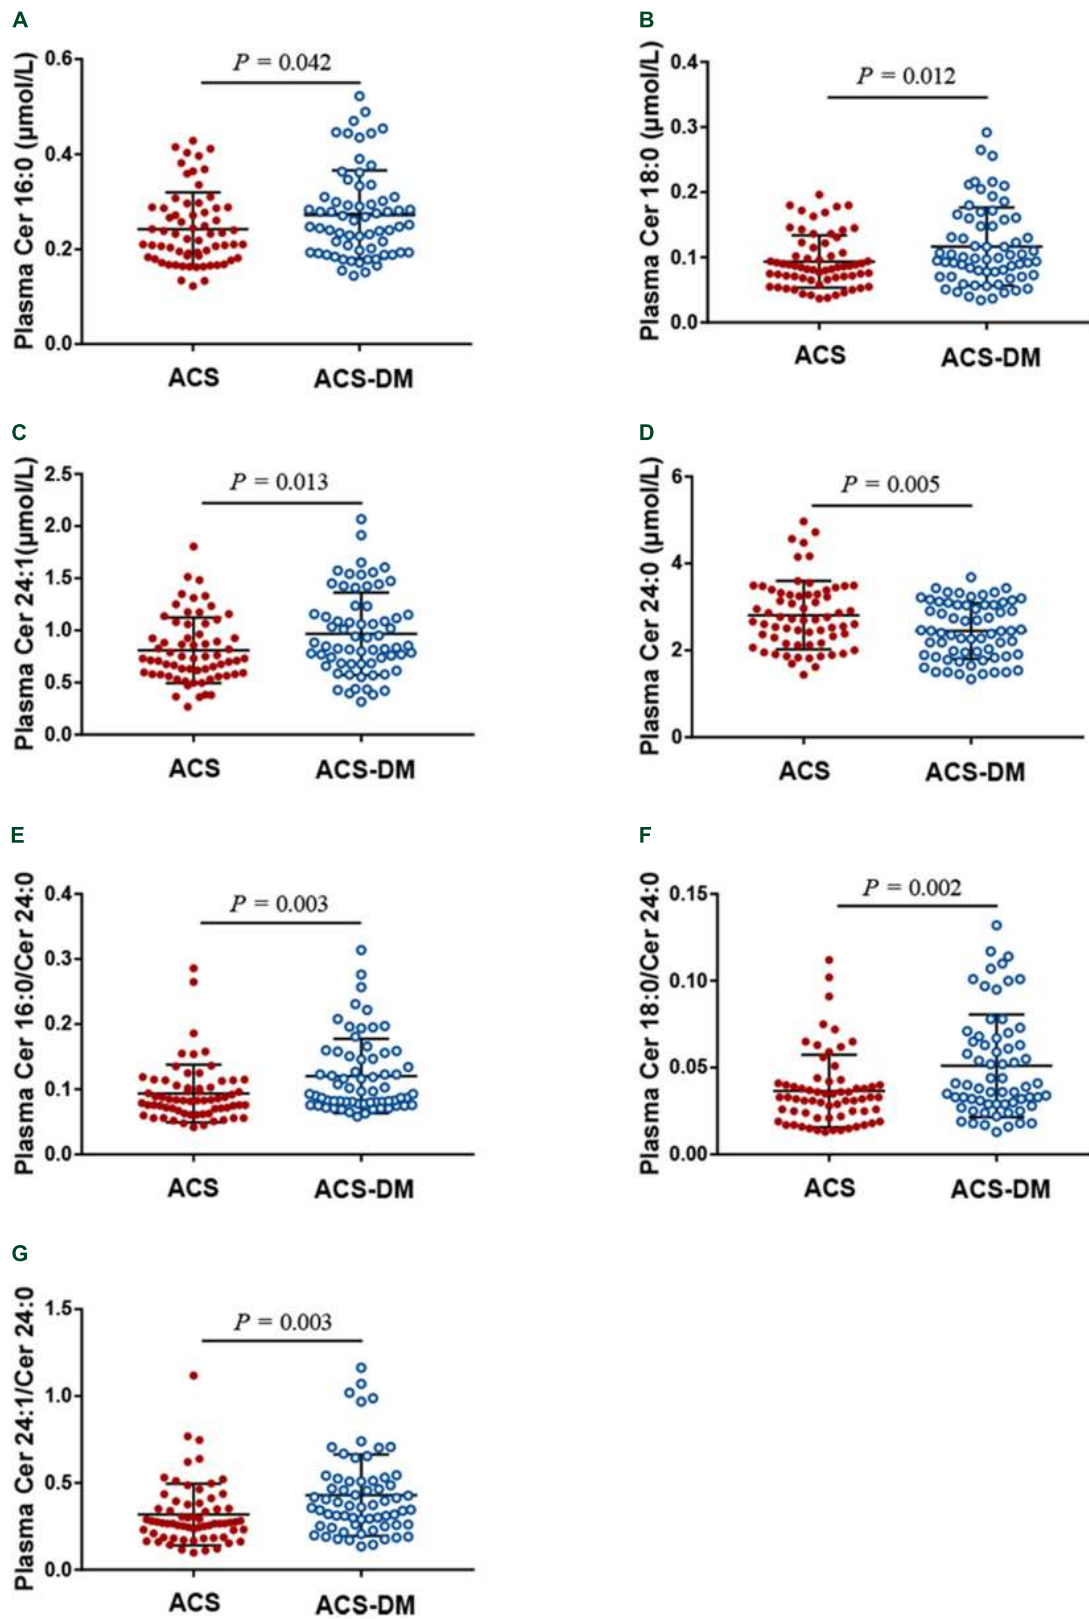 A
Plasma Cer 16:0 (μmol/L)
0.6
0.4
0.2
0.0
P = 0.042
ACS
ACS-DM
B
Plasma Cer 18:0 (μmol/L)
0.4
0.3
0.2
0.1
0.0
P = 0.012
ACS
ACS-DM
C
Plasma Cer 24:1(μmol/L)
2.5
2.0
1.5
1.0
0.5
0.0
P = 0.013
ACS
ACS-DM
D
Plasma Cer 24:0 (μmol/L)
6
4
2
0
P = 0.005
ACS
ACS-DM
E
Plasma Cer 16:0/Cer 24:0
0.4
0.3
0.2
0.1
0.0
P = 0.003
ACS
ACS-DM
F
Plasma Cer 18:0/Cer 24:0
0.15
0.10
0.05
0.00
P = 0.002
ACS
ACS-DM
G
Plasma Cer 24:1/Cer 24:0
1.5
1.0
0.5
0.0
P = 0.003
ACS
ACS-DM